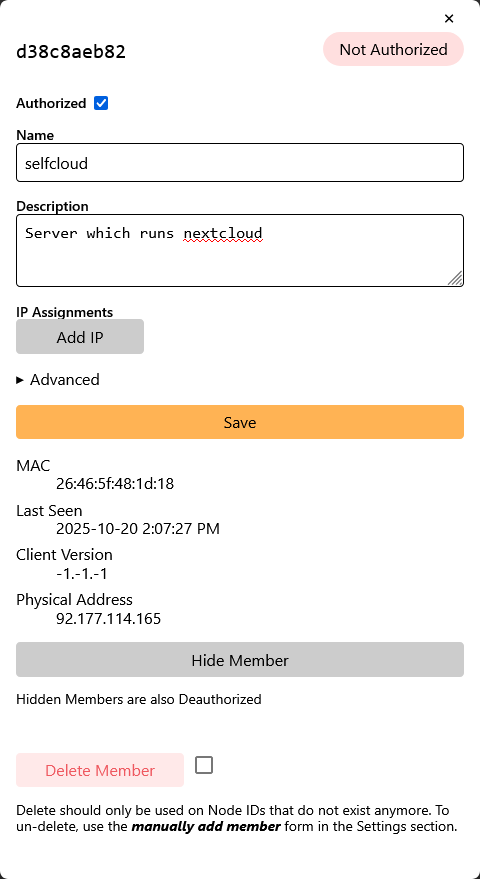 ×
d38c8aeb82
Not Authorized
Authorized
Name
selfcloud
Description
Server which runs nextcloud
IP Assignments
Add IP
▸ Advanced
Save
MAC
26:46:5f:48:1d:18
Last Seen
2025-10-20 2:07:27 PM
Client Version
-1.-1.-1
Physical Address
92.177.114.165
Hide Member
Hidden Members are also Deauthorized
Delete Member
Delete should only be used on Node IDs that do not exist anymore. To
un-delete, use the manually add member form in the Settings section.